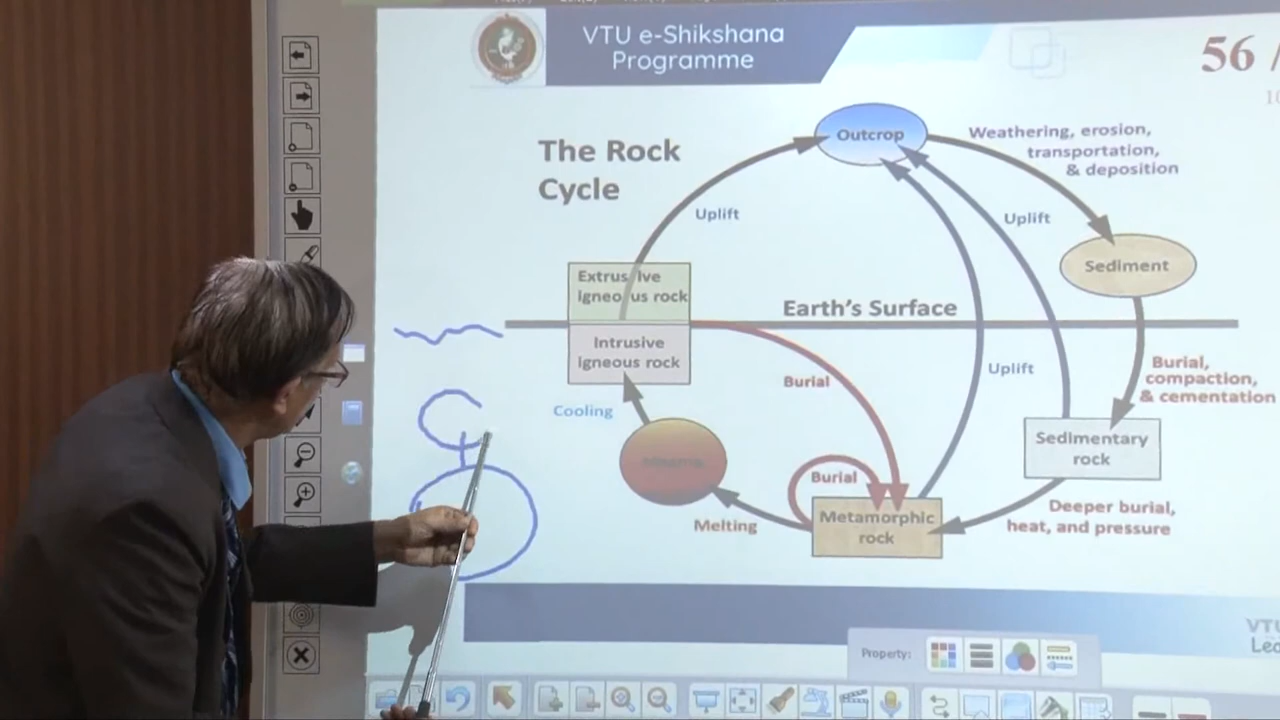 VTU e-Shikshana
Programme
56 /
The Rock
Cycle
Outcrop
Weathering, erosion,
transportation,
& deposition
Uplift
Uplift
Sediment
Extrusive
igneous rock
Earth's Surface
Intrusive
igneous rock
Burial
Uplift
Burial,
compaction,
& cementation
Cooling
Sedimentary
rock
Magma
Burial
Melting
Metamorphic
rock
Deeper burial,
heat, and pressure
VTU
Property: